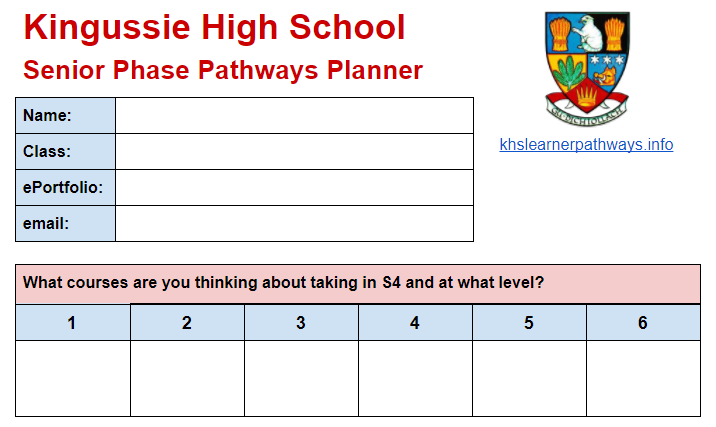 Kingussie High School
Senior Phase Pathways Planner
Name:
Class:
ePortfolio:
email:
khslearnerpathways.info
What courses are you thinking about taking in S4 and at what level?
1 2 3 4 5 6